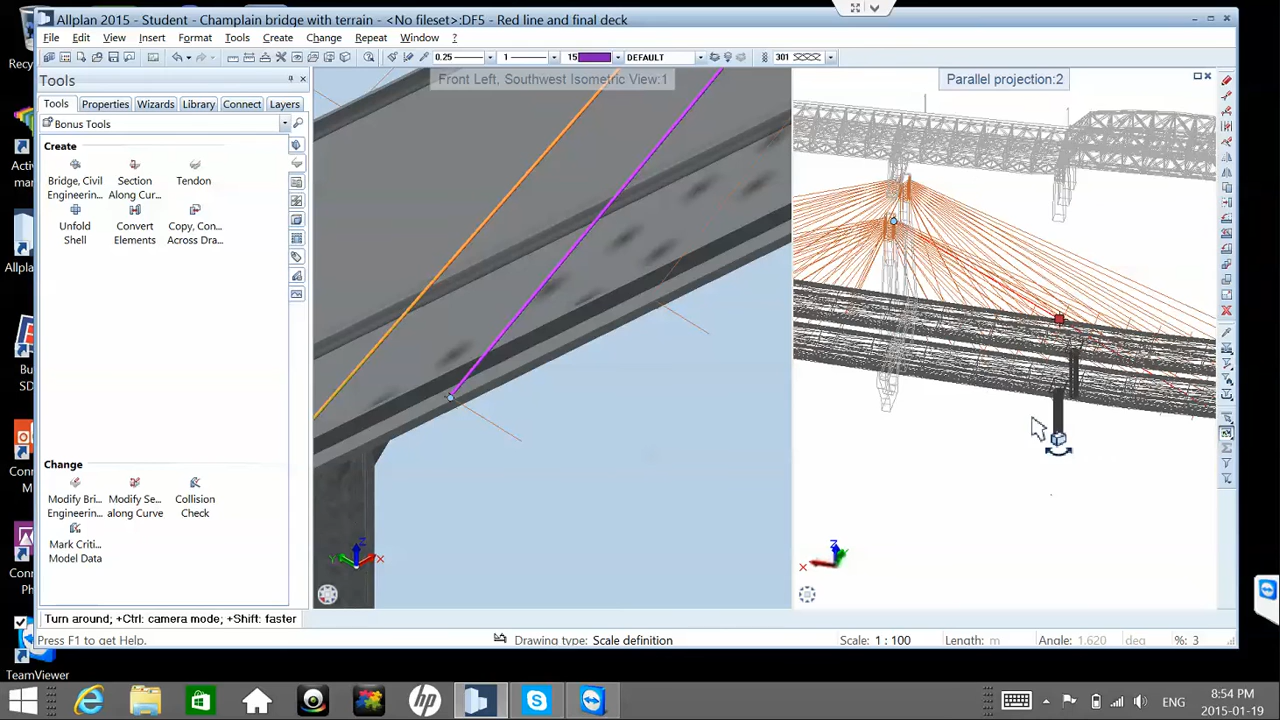 Allplan 2015 - Student - Champlain bridge with terrain - <No fileset>:DF5 - Red line and final deck
File Edit View Insert Format Tools Create Change Repeat Window ?
0.25 1 15 DEFAULT 301
Tools
Front Left, Southwest Isometric View:1
Parallel projection:2
Tools Properties Wizards Library Connect Layers
Bonus Tools
Create
Bridge, Civil Engineerin...
Section Along Cur...
Tendon
Unfold Shell
Convert Elements
Copy, Con... Across Dra...
Change
Modify Bri... Engineerin...
Modify Se... along Curve
Collision Check
Mark Criti... Model Data
Z
Y X
Z
X
Turn around; +Ctrl: camera mode; +Shift: faster
Press F1 to get Help.
Drawing type: Scale definition
Scale: 1 : 100
Length: m
Angle: 1.620 deg
%: 3
TeamViewer
hp
ENG
8:54 PM
2015-01-19